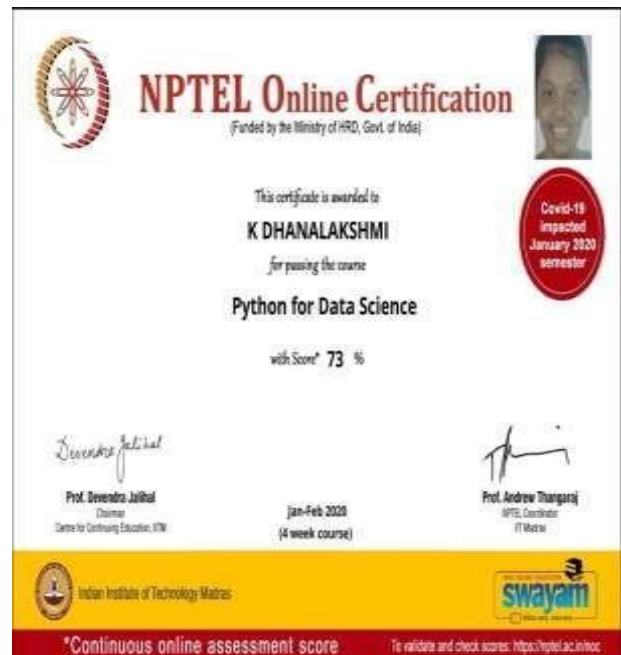 NPTEL Online Certification
(Funded by the Ministry of HRD, Govt. of India)
This certificate is awarded to
K DHANALAKSHMI
for passing the course
Python for Data Science
with Score* 73 %
Covid-19
impacted
January 2020
semester
Devendra Jalihal
Prof. Devendra Jalihal
Chairman
Centre for Continuing Education, IITM
Jan-Feb 2020
(4 week course)
Prof. Andrew Thangaraj
NPTEL Coordinator
IIT Madras
Indian Institute of Technology Madras
swayam
*Continuous online assessment score
To validate and check scores: https://nptel.ac.in/noc